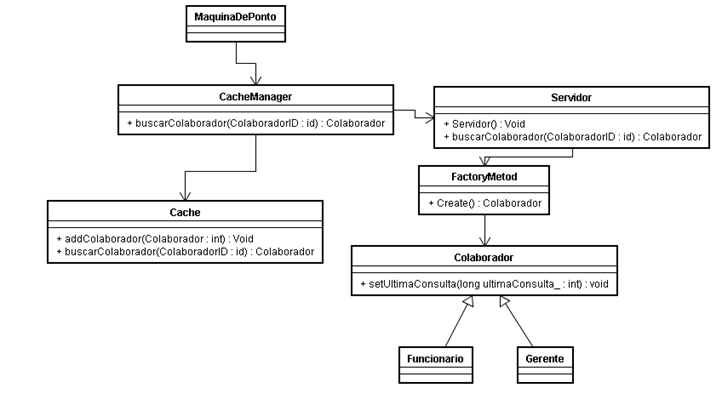 MaquinaDePonto
CacheManager
+ buscarColaborador(ColaboradorID : id) : Colaborador
Servidor
+ Servidor() : Void
+ buscarColaborador(ColaboradorID : id) : Colaborador
FactoryMetod
+ Create() : Colaborador
Cache
+ addColaborador(Colaborador : int) : Void
+ buscarColaborador(ColaboradorID : id) : Colaborador
Colaborador
+ setUltimaConsulta(long ultimaConsulta_ : int) : void
Funcionario
Gerente